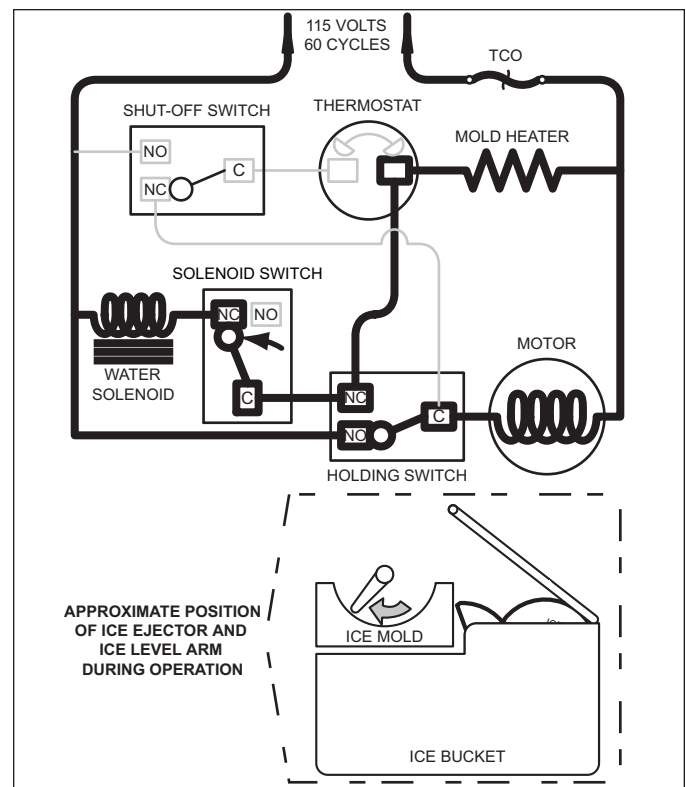 115 VOLTS
60 CYCLES
TCO
SHUT-OFF SWITCH
THERMOSTAT
MOLD HEATER
NO
C
NC
SOLENOID SWITCH
NC
NO
MOTOR
WATER
SOLENOID
C
NC
C
NO
HOLDING SWITCH
APPROXIMATE POSITION
OF ICE EJECTOR AND
ICE LEVEL ARM
DURING OPERATION
ICE MOLD
ICE BUCKET